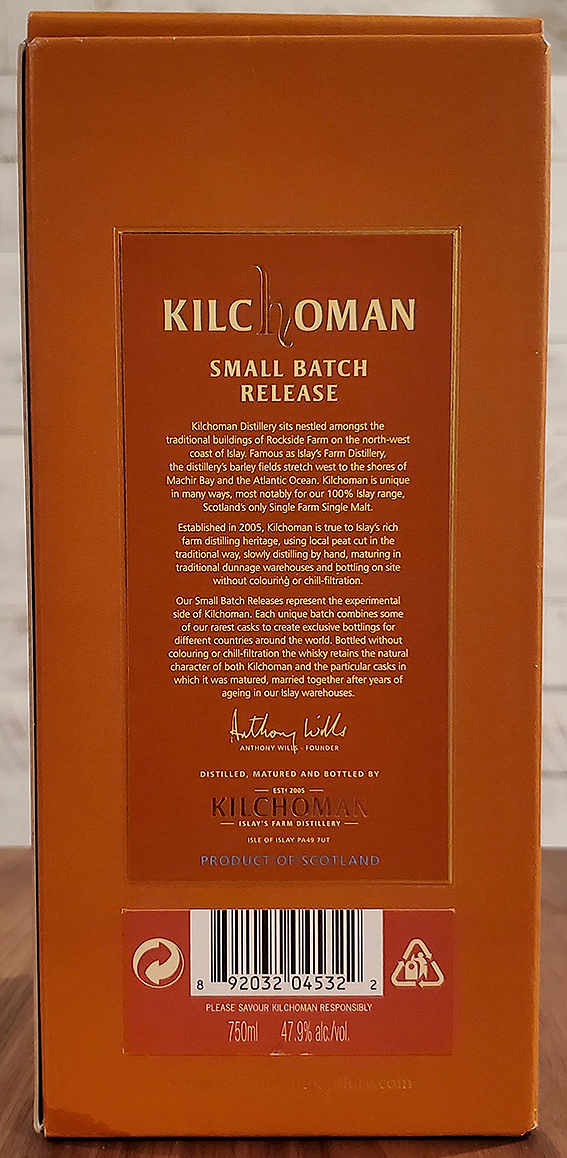 KILCHOMAN
SMALL BATCH
RELEASE
Kilchoman Distillery sits nestled amongst the
traditional buildings of Rockside Farm on the north-west
coast of Islay. Famous as Islay's Farm Distillery,
the distillery's barley fields stretch west to the shores of
Machir Bay and the Atlantic Ocean. Kilchoman is unique
in many ways, most notably for our 100% Islay range,
Scotland's only Single Farm Single Malt.
Established in 2005, Kilchoman is true to Islay's rich
farm distilling heritage, using local peat cut in the
traditional way, slowly distilling by hand, maturing in
traditional dunnage warehouses and bottling on site
without colouring or chill-filtration.
Our Small Batch Releases represent the experimental
side of Kilchoman. Each unique batch combines some
of our rarest casks to create exclusive bottlings for
different countries around the world. Bottled without
colouring or chill-filtration the whisky retains the natural
character of both Kilchoman and the particular casks in
which it was matured, married together after years of
ageing in our Islay warehouses.
Anthony Wills
ANTHONY WILLS - FOUNDER
DISTILLED, MATURED AND BOTTLED BY
ESTD 2005
KILCHOMAN
ISLAY'S FARM DISTILLERY
ISLE OF ISLAY PA49 7UT
PRODUCT OF SCOTLAND
8 92032 04532 2
PLEASE SAVOUR KILCHOMAN RESPONSIBLY
750ml 47.9% alc./vol.